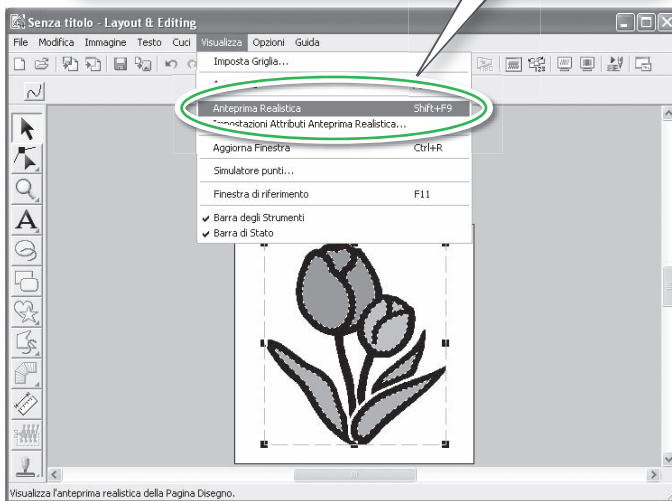 Senza titolo - Layout & Editing
File Modifica Immagine Testo Cuci Visualizza Opzioni Guida
Imposta Griglia...
Anteprima Realistica Shift+F9
Impostazioni Attributi Anteprima Realistica...
Aggiorna Finestra Ctrl+R
Simulatore punti...
Finestra di riferimento F11
Barra degli Strumenti
Barra di Stato
A
Visualizza l'anteprima realistica della Pagina Disegno.